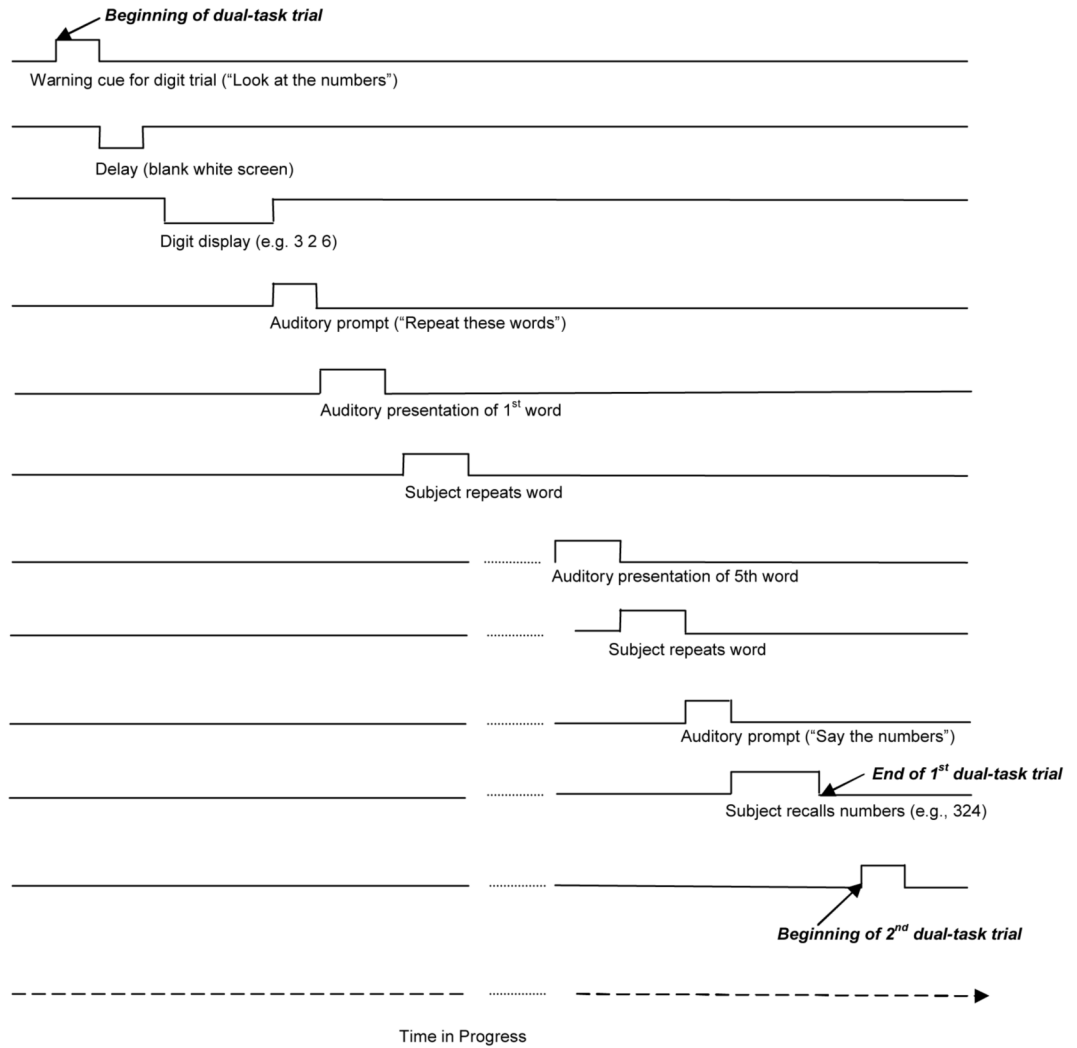 Beginning of dual-task trial
Warning cue for digit trial (“Look at the numbers”)
Delay (blank white screen)
Digit display (e.g. 3 2 6)
Auditory prompt (“Repeat these words”)
Auditory presentation of 1st word
Subject repeats word
Auditory presentation of 5th word
Subject repeats word
Auditory prompt (“Say the numbers”)
End of 1st dual-task trial
Subject recalls numbers (e.g., 324)
Beginning of 2nd dual-task trial
Time in Progress